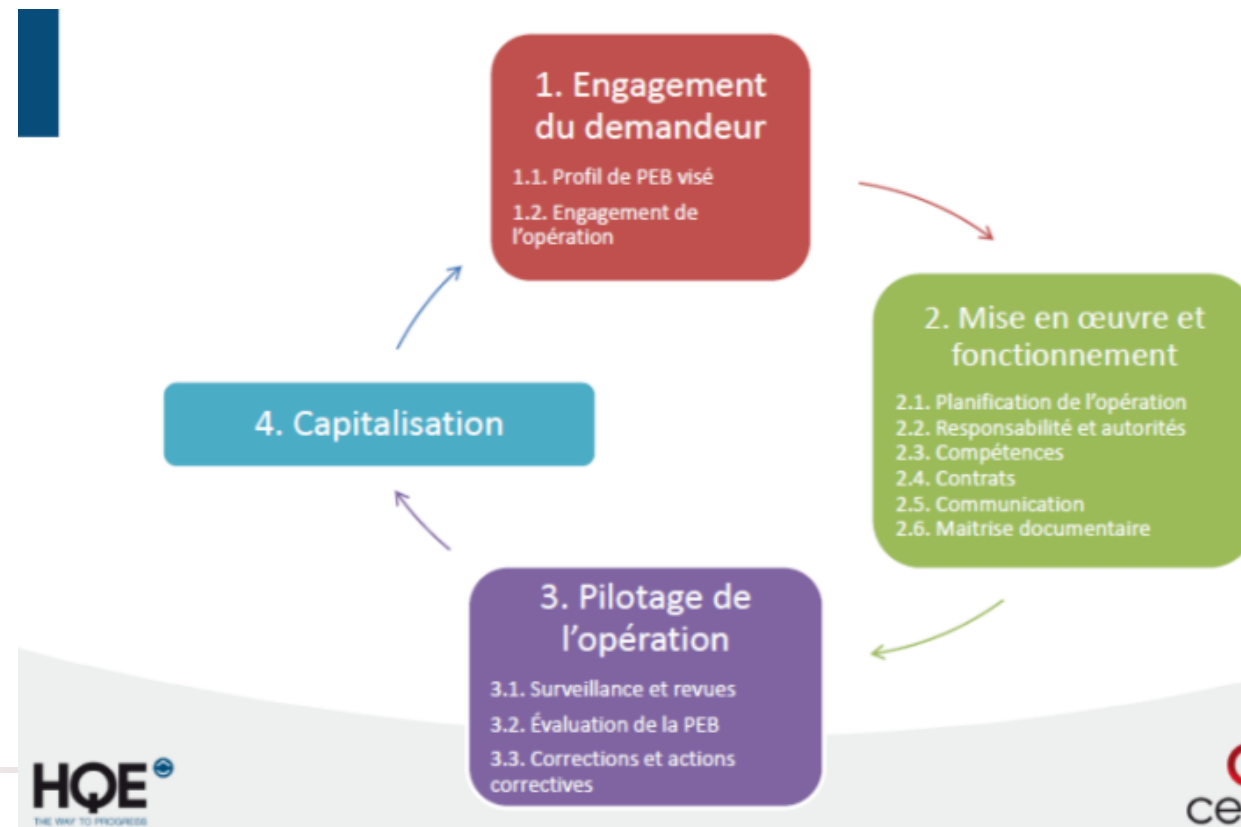 1. Engagement
du demandeur
1.1. Profil de PEB visé
1.2. Engagement de
l’opération
2. Mise en œuvre et
fonctionnement
2.1. Planification de l’opération
2.2. Responsabilité et autorités
2.3. Compétences
2.4. Contrats
2.5. Communication
2.6. Maitrise documentaire
4. Capitalisation
3. Pilotage de
l’opération
3.1. Surveillance et revues
3.2. Évaluation de la PEB
3.3. Corrections et actions
correctives
HQE
THE WAY TO PROGRESS
ce